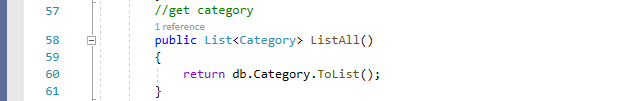 57 //get category
1 reference
58 public List<Category> ListAll()
59 {
60 return db.Category.ToList();
61 }